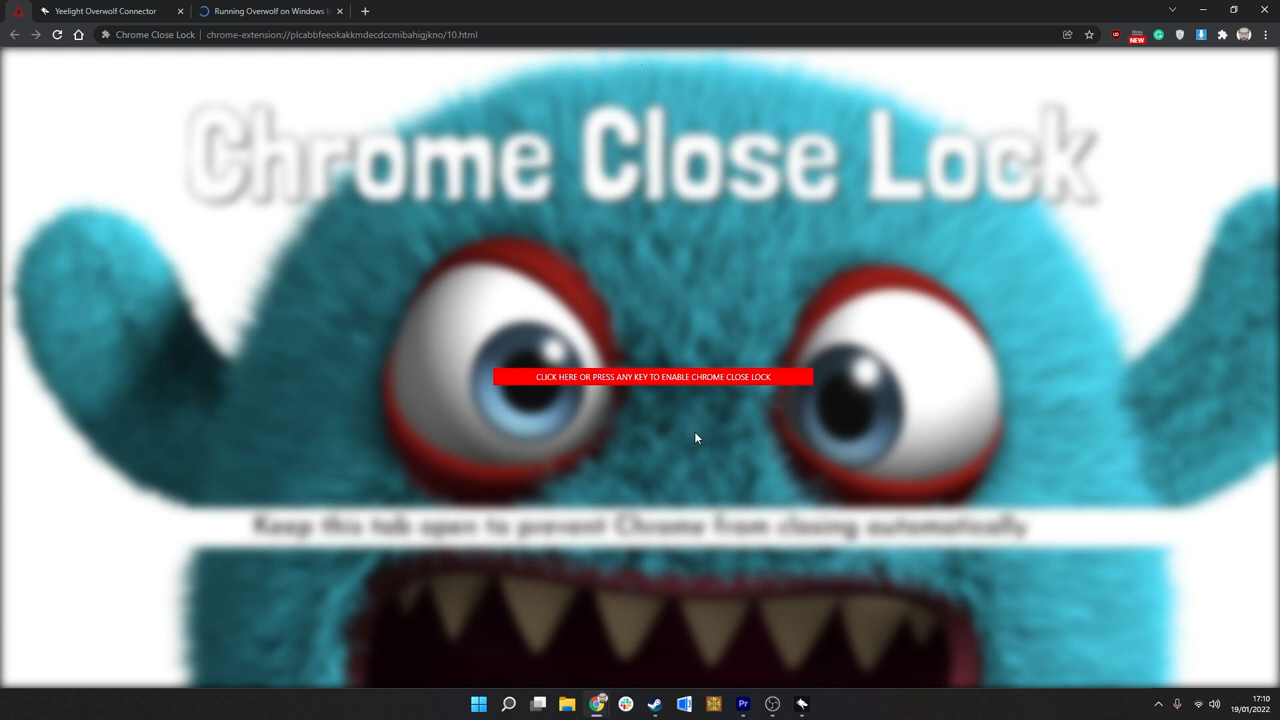 Yeelight Overwolf Connector
Running Overwolf on Windows
Chrome Close Lock
chrome-extension://plcabbfeeokakkmdecdccmibahigjkno/10.html
NEW
Chrome Close Lock
CLICK HERE OR PRESS ANY KEY TO ENABLE CHROME CLOSE LOCK
Keep this tab open to prevent Chrome from closing automatically
Pr
17:10
19/01/2022